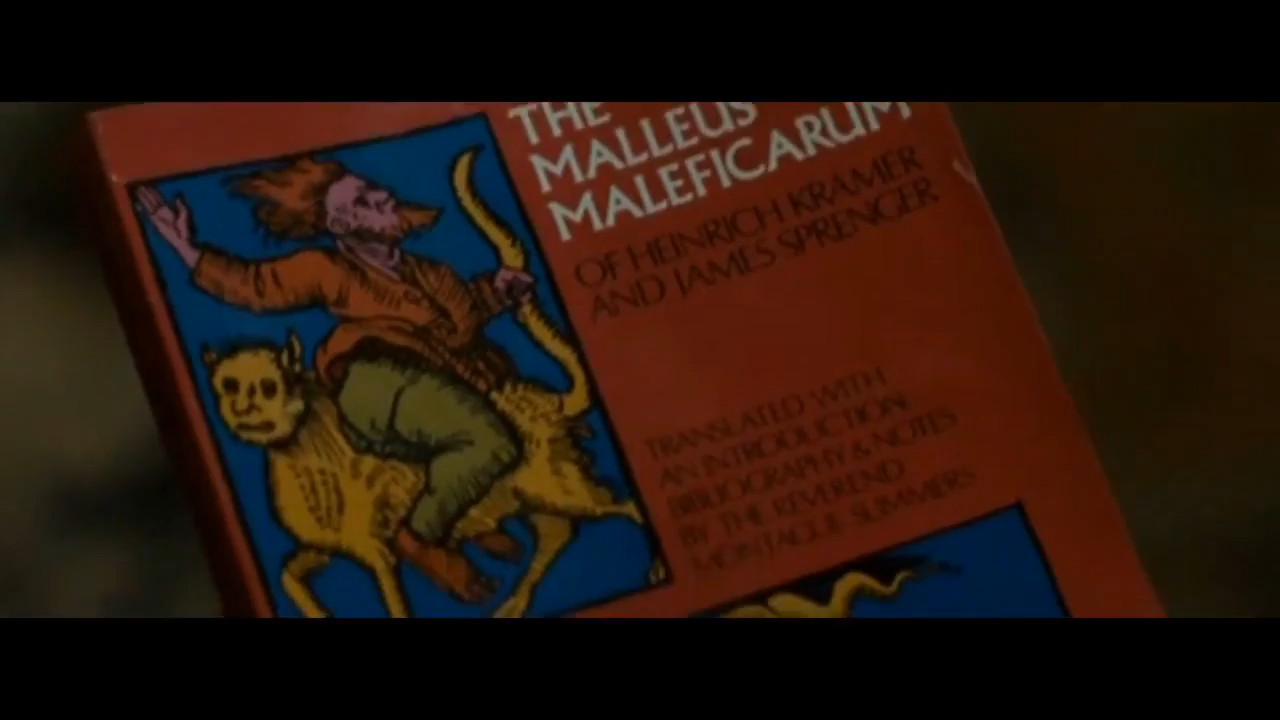 THE
MALLEUS
MALEFICARUM
OF HEINRICH KRAMER
AND JAMES SPRENGER
TRANSLATED WITH
AN INTRODUCTION
BIBLIOGRAPHY & NOTES
BY THE REVEREND
MONTAGUE SUMMERS